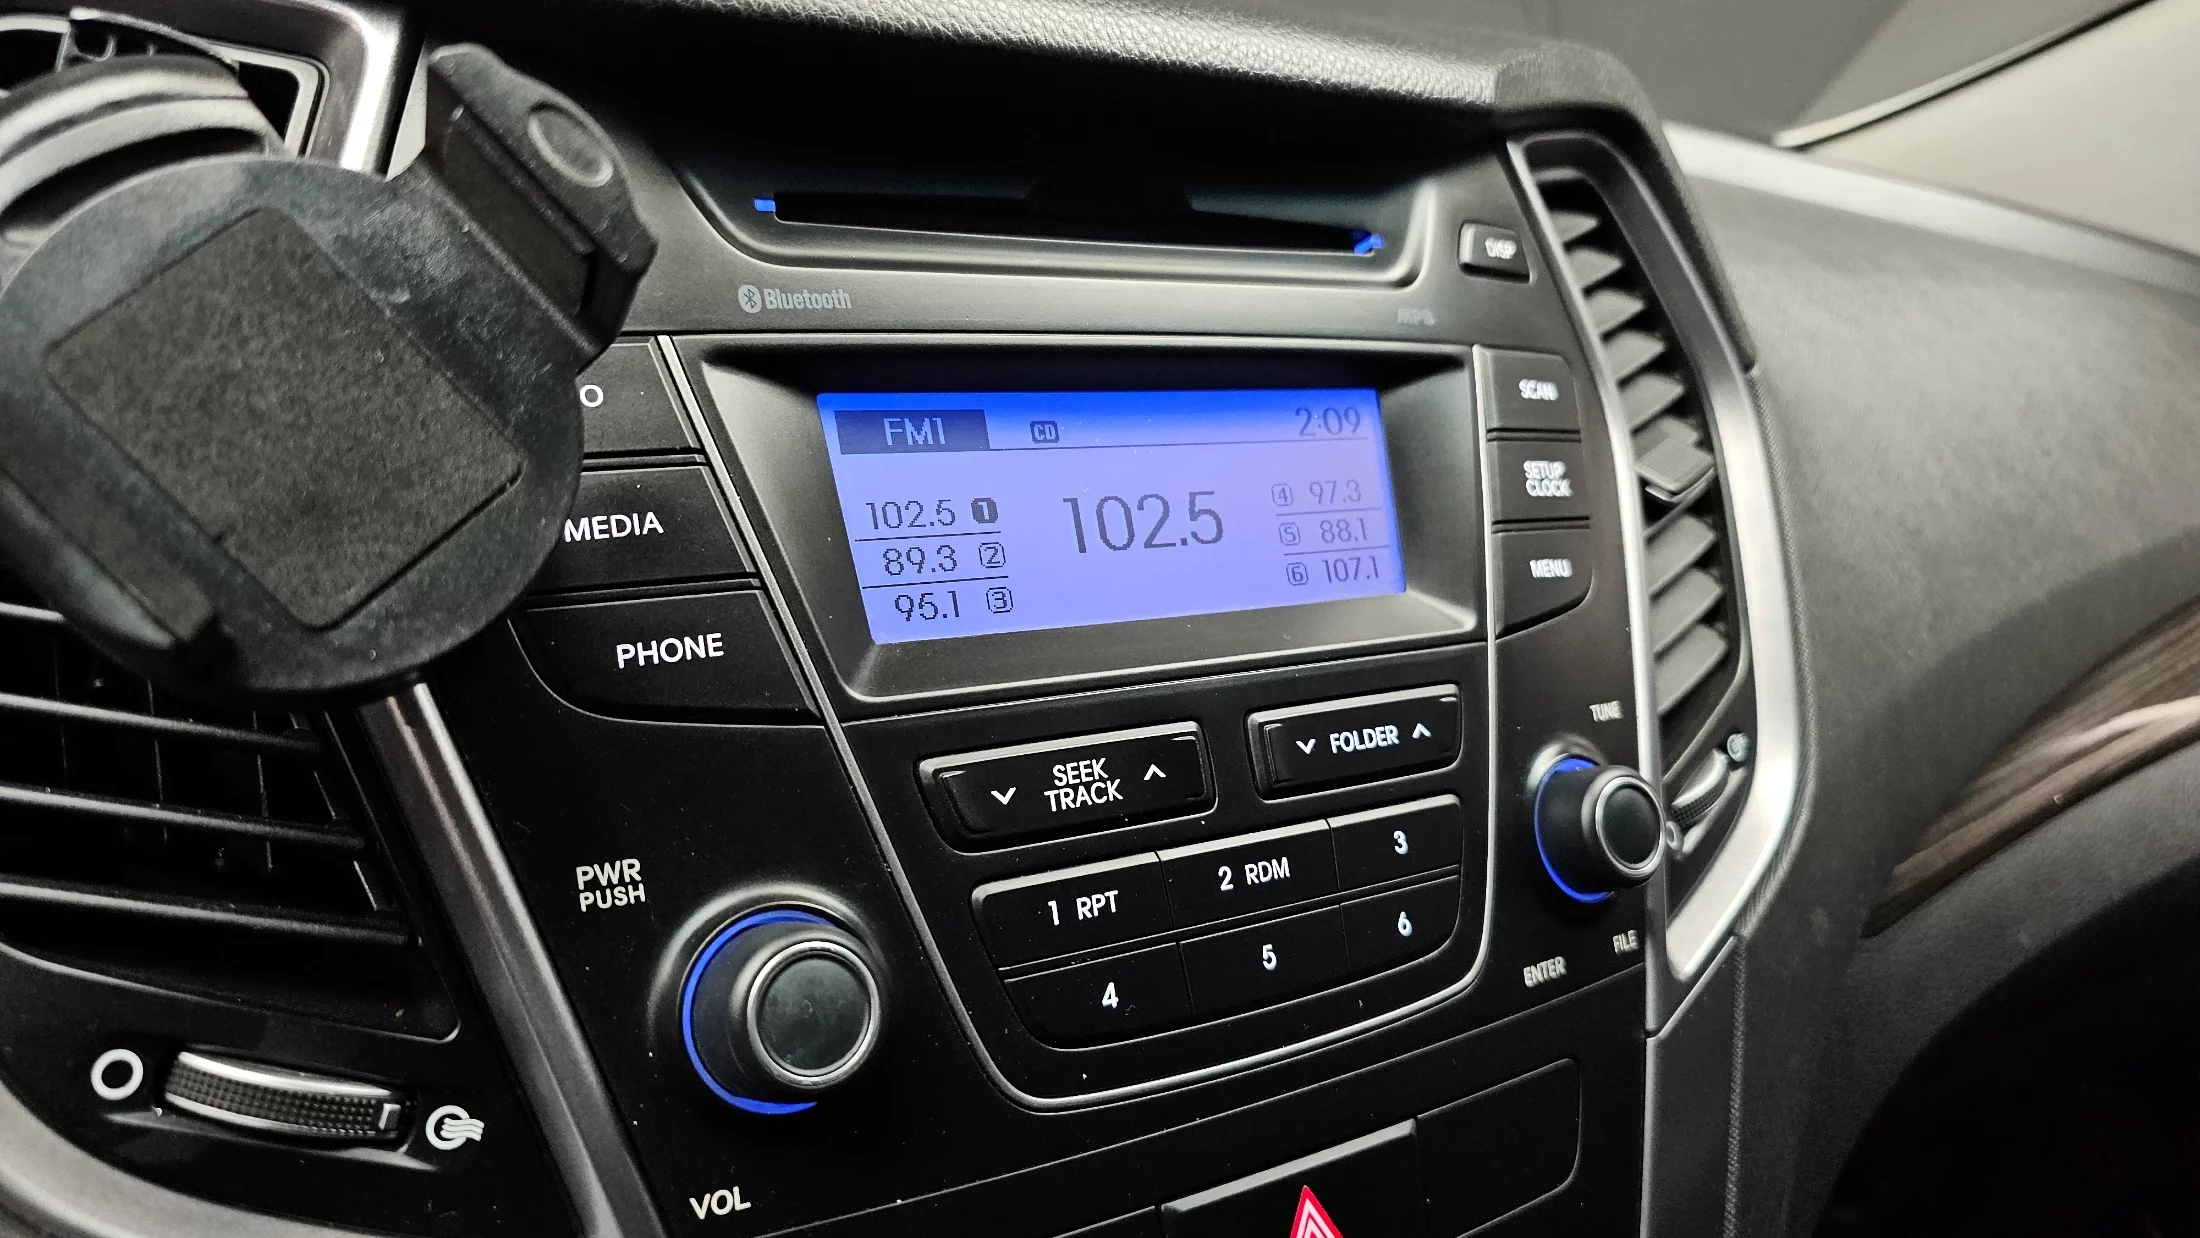 DISP
Bluetooth
MP3
O
MEDIA
PHONE
FM1 CD 2:09
102.5 1
89.3 2
95.1 3
102.5
4 97.3
5 88.1
6 107.1
SCAN
SETUP
CLOCK
MENU
SEEK
TRACK
FOLDER
TUNE
PWR
PUSH
1 RPT
2 RDM
3
4
5
6
FILE
ENTER
VOL